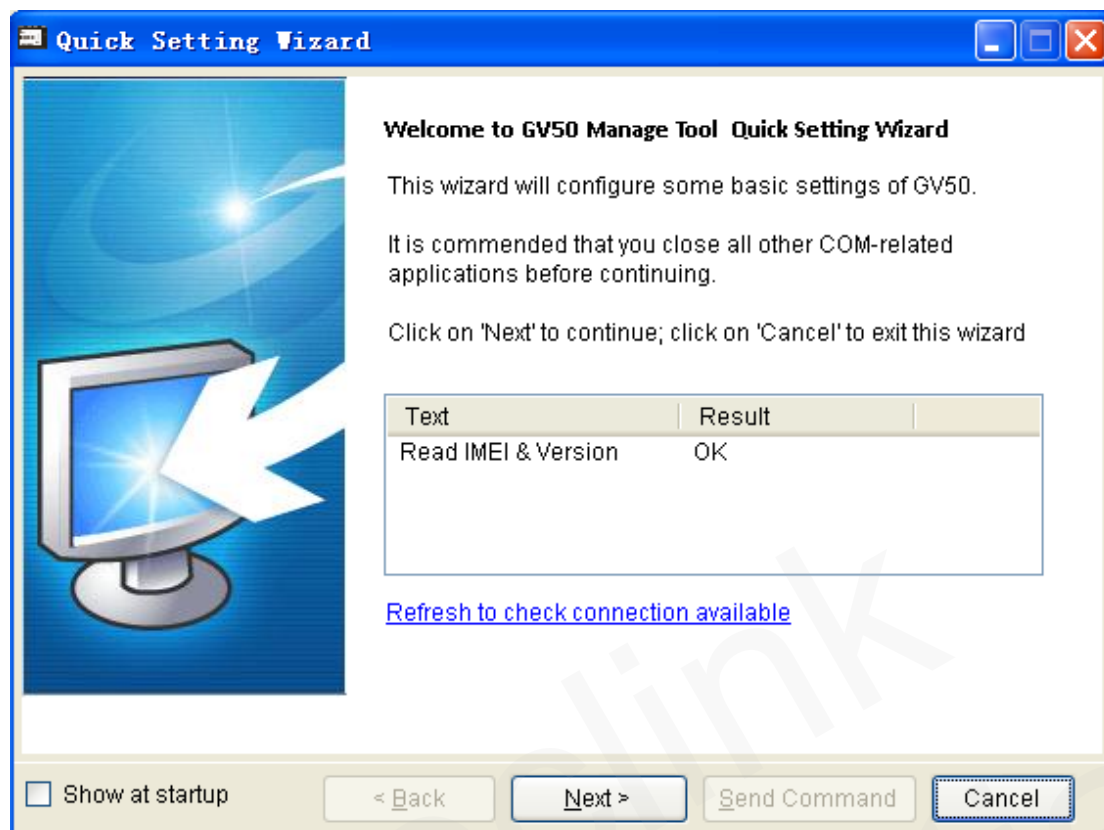 Quick Setting Wizard
Welcome to GV50 Manage Tool Quick Setting Wizard
This wizard will configure some basic settings of GV50.
It is commended that you close all other COM-related
applications before continuing.
Click on 'Next' to continue; click on 'Cancel' to exit this wizard
Text Result
Read IMEI & Version OK
Refresh to check connection available
Show at startup < Back Next > Send Command Cancel